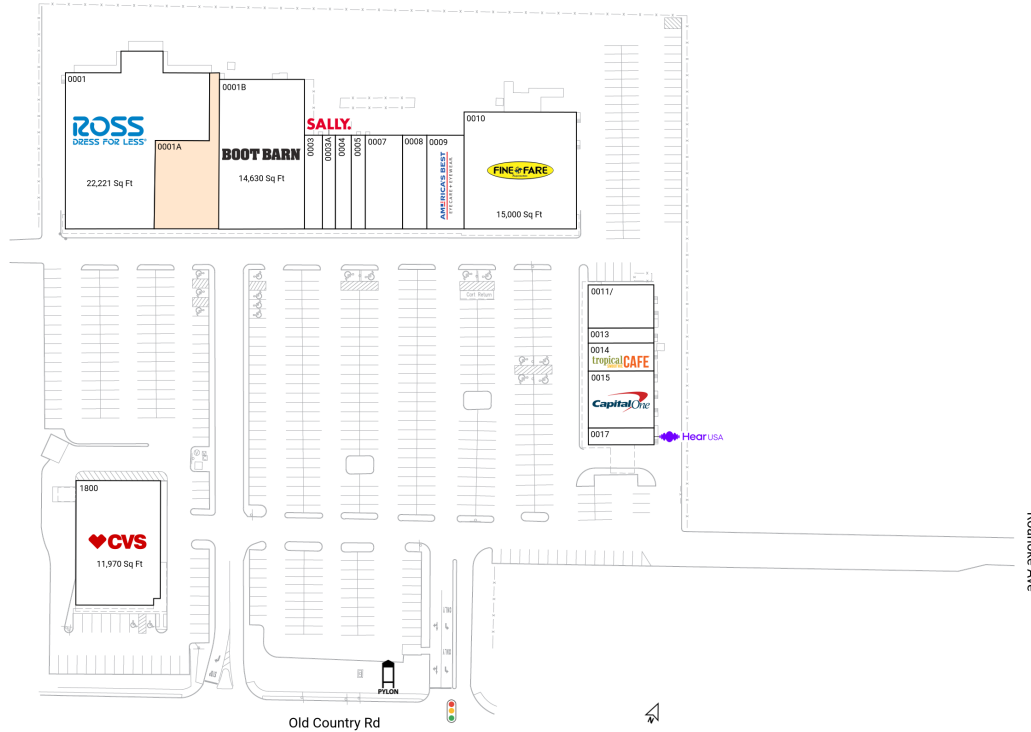 0001
ROSS
DRESS FOR LESS
22,221 Sq Ft
0001A
0001B
BOOT BARN
14,630 Sq Ft
SALLY.
0003
0003A
0004
0005
0007
0008
0009
AMERICA'S BEST
EYECARE + EYEWEAR
0010
FINE FARE
15,000 Sq Ft
Cart Return
0011/
0013
0014
tropical
CAFE
0015
Capital One
0017
Hear USA
1800
CVS
11,970 Sq Ft
PYLON
Old Country Rd
Roanoke Ave
N